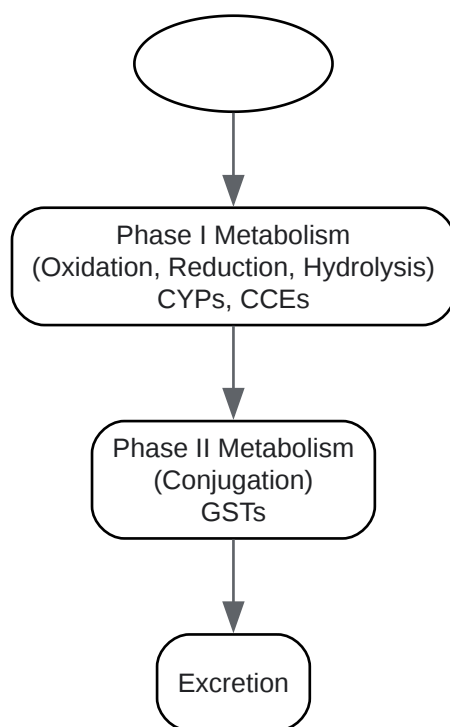 Phase I Metabolism
(Oxidation, Reduction, Hydrolysis)
CYPs, CCEs
Phase II Metabolism
(Conjugation)
GSTs
Excretion